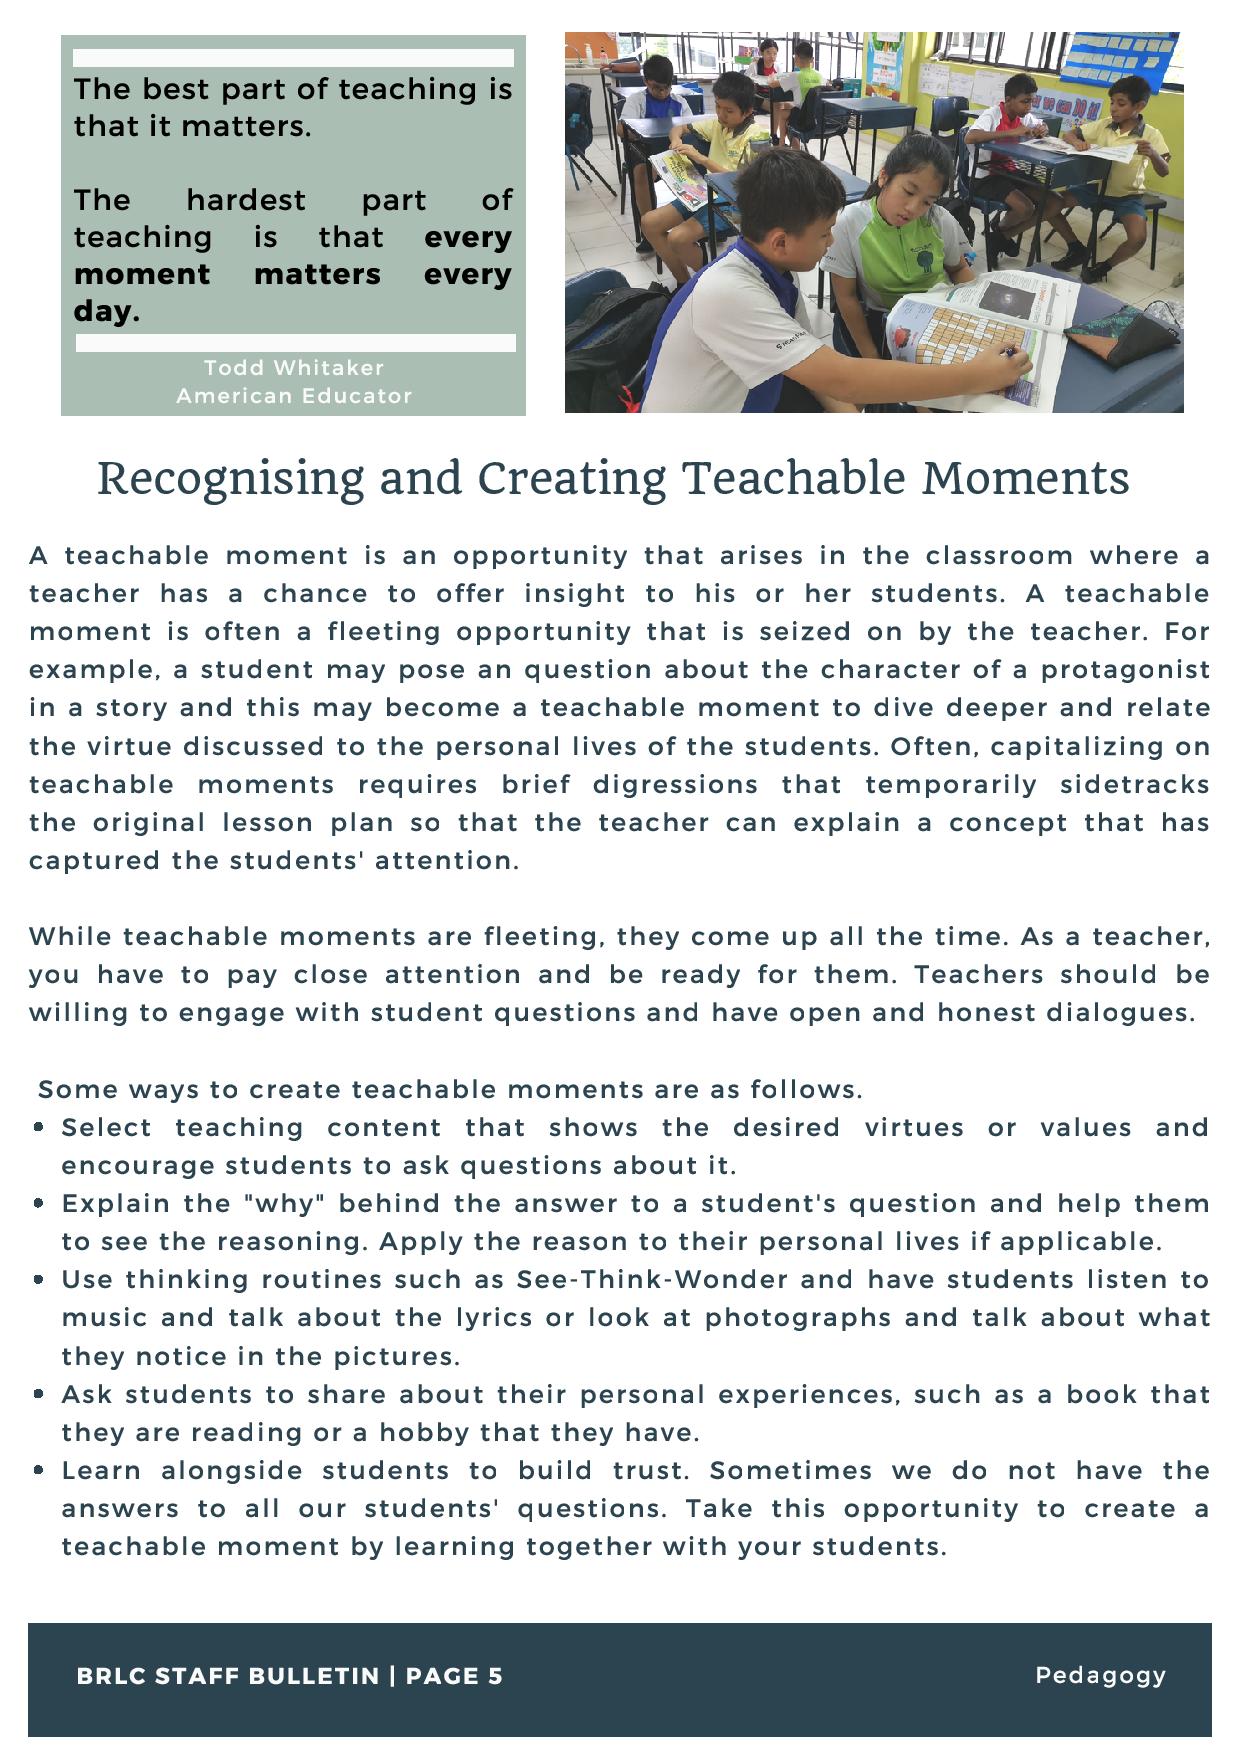 The best part of teaching is
that it matters.
The hardest part of
teaching is that every
moment matters every
day.
Todd Whitaker
American Educator
Recognising and Creating Teachable Moments
A teachable moment is an opportunity that arises in the classroom where a
teacher has a chance to offer insight to his or her students. A teachable
moment is often a fleeting opportunity that is seized on by the teacher. For
example, a student may pose an question about the character of a protagonist
in a story and this may become a teachable moment to dive deeper and relate
the virtue discussed to the personal lives of the students. Often, capitalizing on
teachable moments requires brief digressions that temporarily sidetracks
the original lesson plan so that the teacher can explain a concept that has
captured the students' attention.
While teachable moments are fleeting, they come up all the time. As a teacher,
you have to pay close attention and be ready for them. Teachers should be
willing to engage with student questions and have open and honest dialogues.
Some ways to create teachable moments are as follows.
• Select teaching content that shows the desired virtues or values and
encourage students to ask questions about it.
• Explain the "why" behind the answer to a student's question and help them
to see the reasoning. Apply the reason to their personal lives if applicable.
• Use thinking routines such as See-Think-Wonder and have students listen to
music and talk about the lyrics or look at photographs and talk about what
they notice in the pictures.
• Ask students to share about their personal experiences, such as a book that
they are reading or a hobby that they have.
• Learn alongside students to build trust. Sometimes we do not have the
answers to all our students' questions. Take this opportunity to create a
teachable moment by learning together with your students.
BRLC STAFF BULLETIN | PAGE 5
Pedagogy